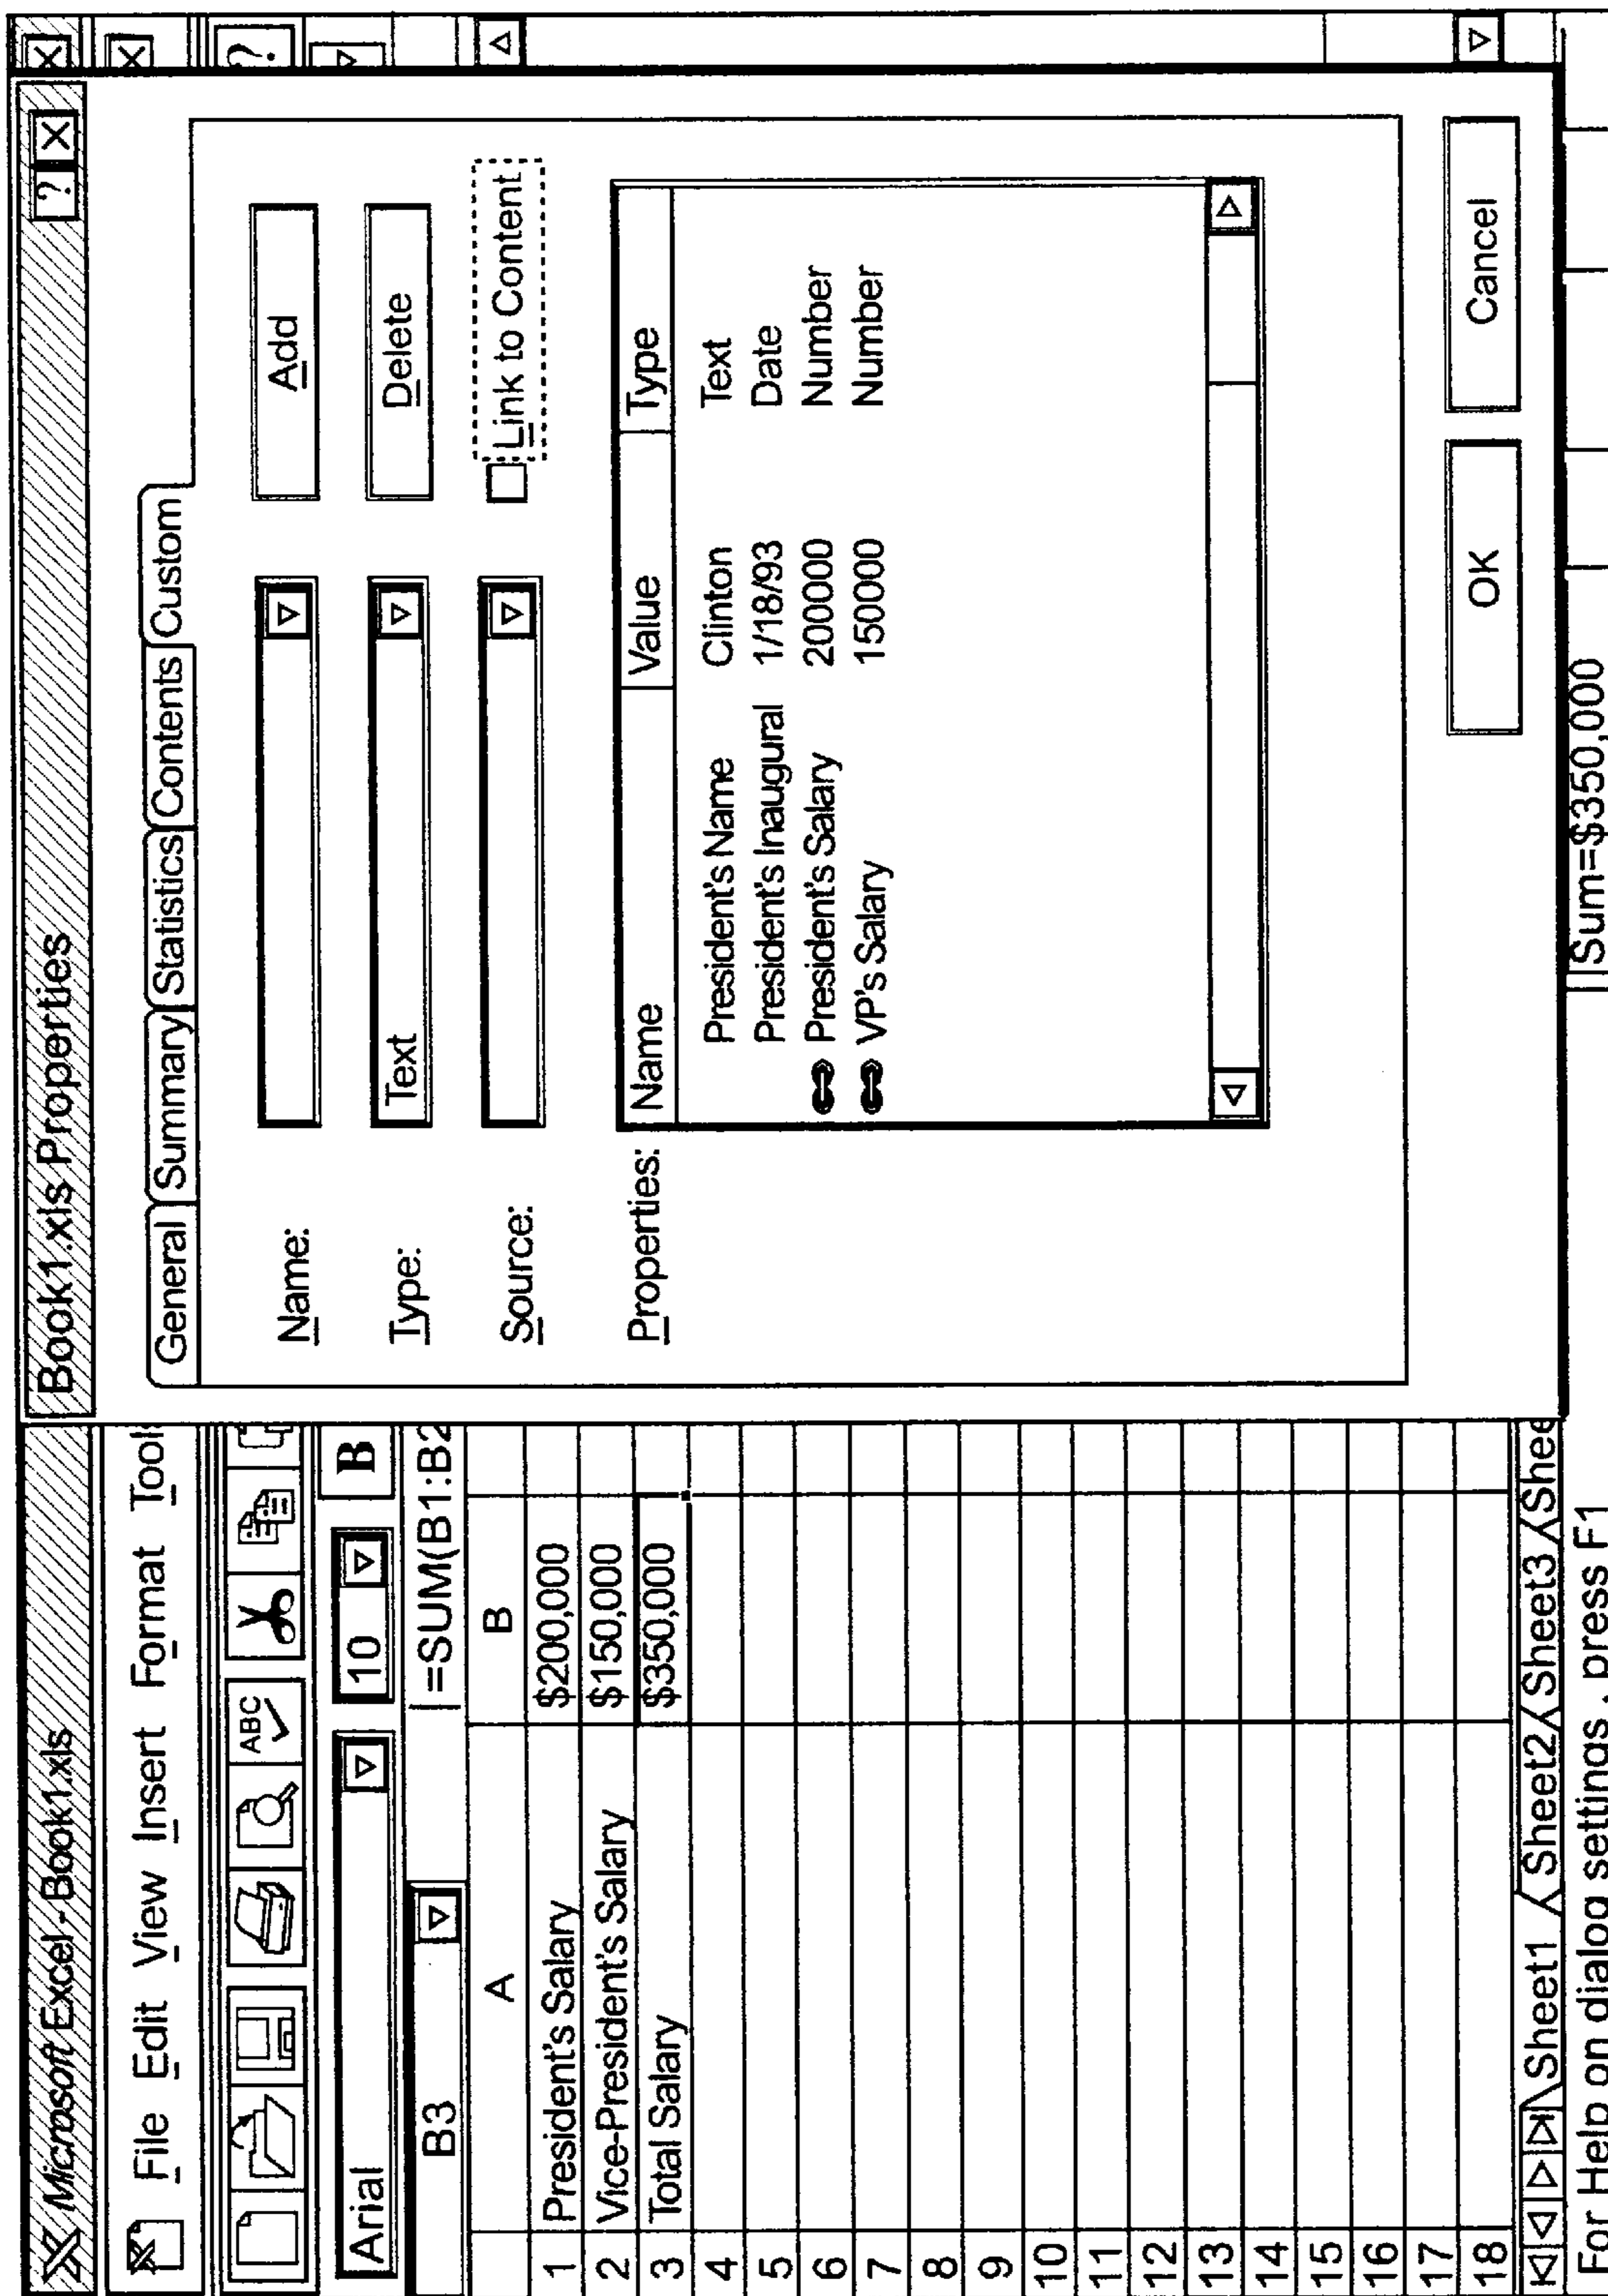 Microsoft Excel - Book1.xls
File Edit View Insert Format Tool
ABC
Arial 10 B
B3 =SUM(B1:B2
A B
1 President's Salary $200,000
2 Vice-President's Salary $150,000
3 Total Salary $350,000
4
5
6
7
8
9
10
11
12
13
14
15
16
17
18
Sheet1 Sheet2 Sheet3 Shee
For Help on dialog settings, press F1
Sum=$350,000
Book1.xls Properties ? X
General Summary Statistics Contents Custom
Name: Add
Type: Text Delete
Source: Link to Content
Properties:
Name Value Type
President's Name Clinton Text
President's Inaugural 1/18/93 Date
President's Salary 200000 Number
VP's Salary 150000 Number
OK Cancel
X
X
?